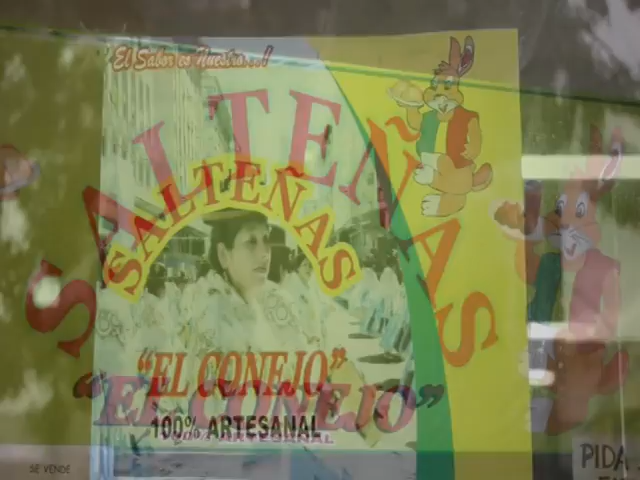 El Sabor es Nuestro...!
SALTEÑAS
SALTEÑAS
"EL CONEJO"
"EL CONEJO"
100% ARTESANAL
SE VENDE
PIDA